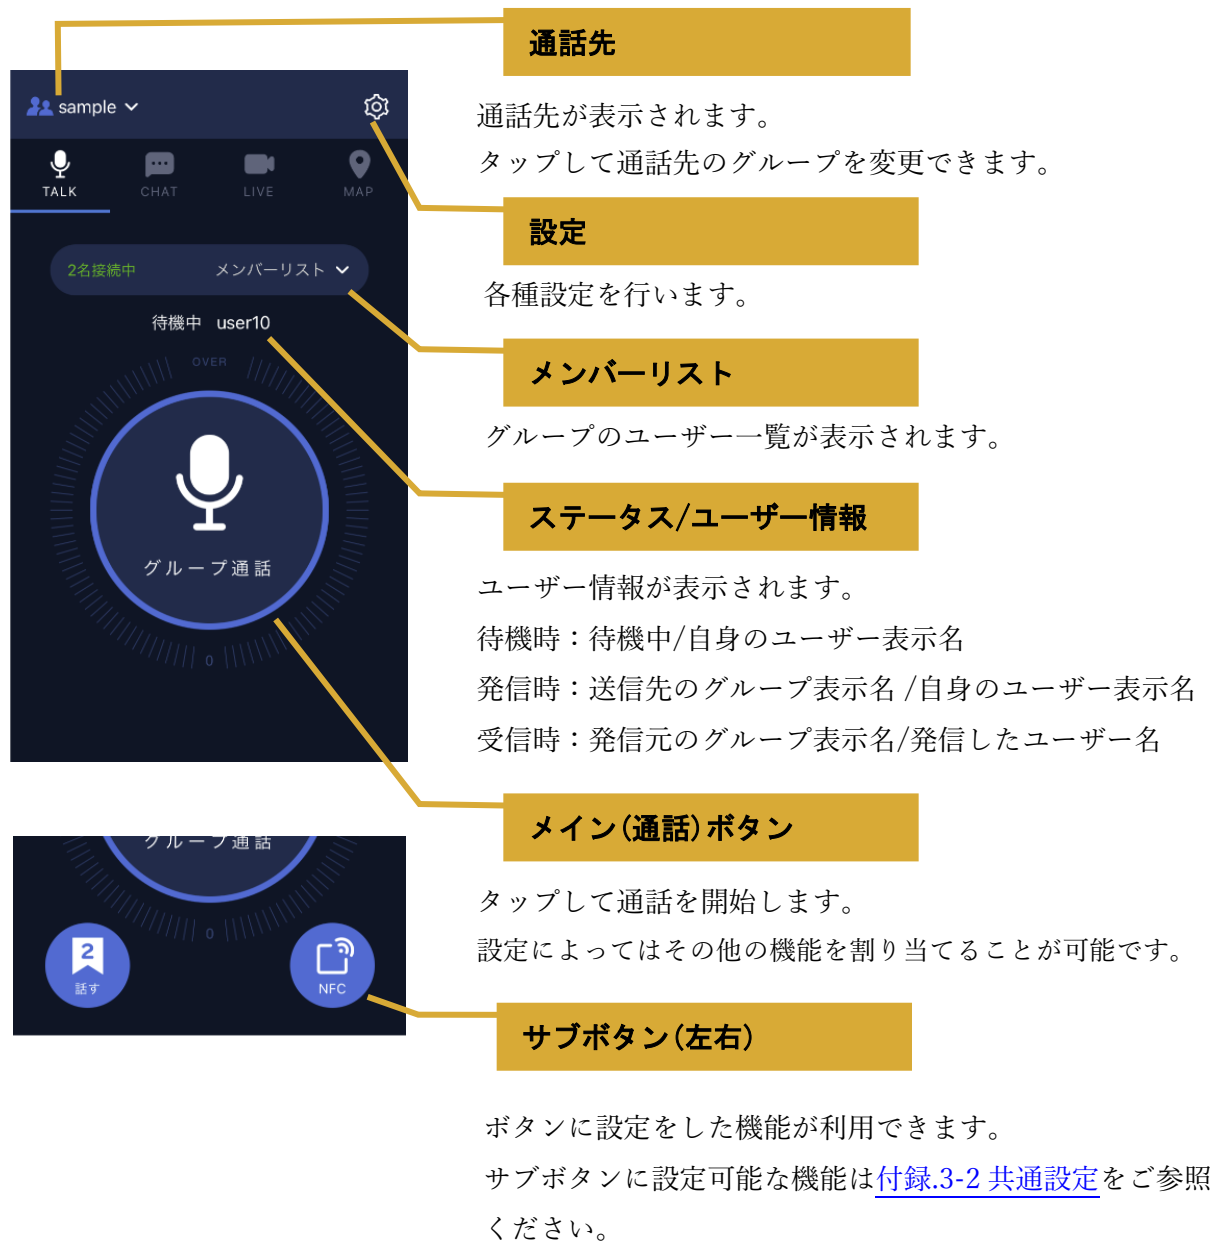 通話先
通話先が表示されます。
タップして通話先のグループを変更できます。
設定
各種設定を行います。
メンバーリスト
グループのユーザー一覧が表示されます。
ステータス/ユーザー情報
ユーザー情報が表示されます。
待機時：待機中/自身のユーザー表示名
発信時：送信先のグループ表示名 /自身のユーザー表示名
受信時：発信元のグループ表示名/発信したユーザー名
メイン(通話)ボタン
タップして通話を開始します。
設定によってはその他の機能を割り当てることが可能です。
サブボタン(左右)
ボタンに設定をした機能が利用できます。
サブボタンに設定可能な機能は付録.3-2 共通設定をご参照
ください。
sample
TALK CHAT LIVE MAP
2名接続中 メンバーリスト
待機中 user10
OVER
グループ通話
0
グループ通話
0
2
話す
NFC